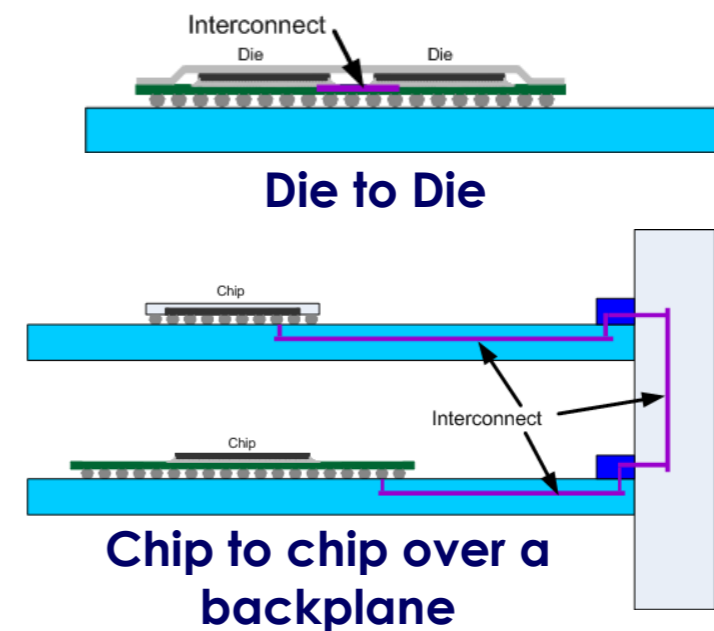 Interconnect
Die Die
Die to Die
Chip
Interconnect
Chip
Chip to chip over a
backplane